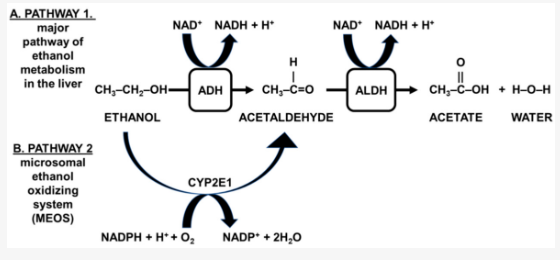 A. PATHWAY 1.
major
pathway of
ethanol
metabolism
in the liver
NAD⁺ NADH + H⁺ NAD⁺ NADH + H⁺
H
O
CH₃–CH₂–OH ADH CH₃–C=O ALDH CH₃–C–OH + H–O–H
ETHANOL ACETALDEHYDE ACETATE WATER
B. PATHWAY 2
microsomal
ethanol
oxidizing
system
(MEOS)
CYP2E1
NADPH + H⁺ + O₂ NADP⁺ + 2H₂O